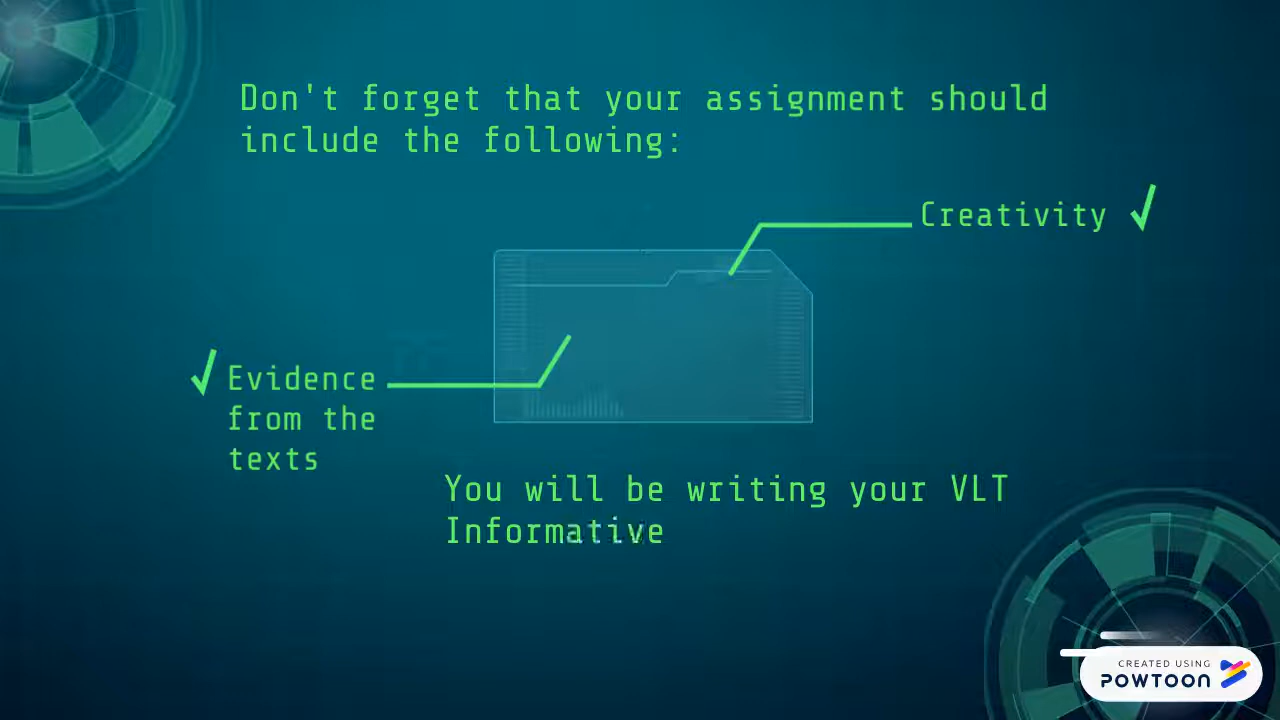 Don't forget that your assignment should
include the following:
Creativity
Evidence
from the
texts
You will be writing your VLT
Informative
CREATED USING
POWTOON